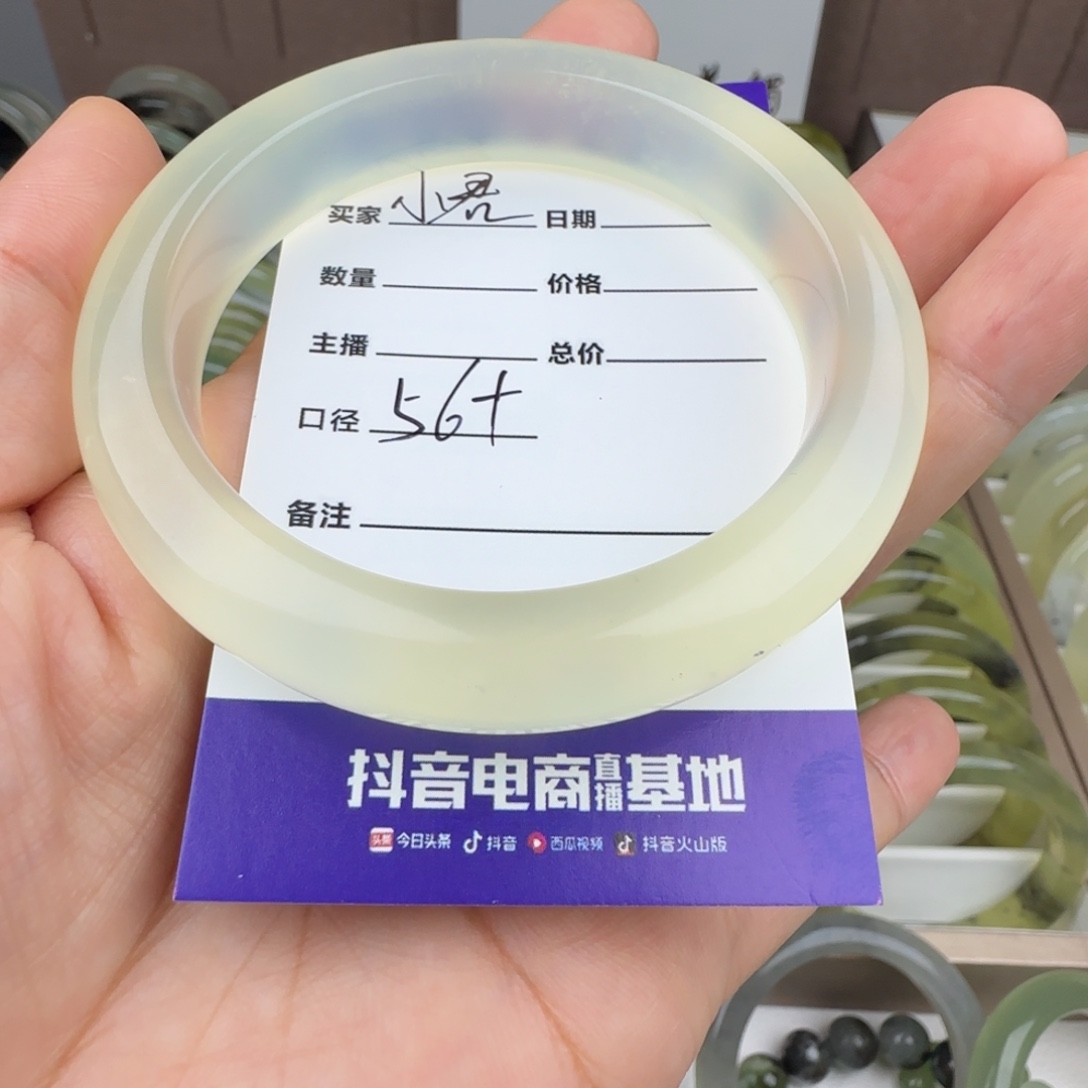 买家 小君 日期
数量 价格
主播 总价
口径 56+
备注
抖音电商直播基地
头条 今日头条 抖音 西瓜视频 抖音火山版